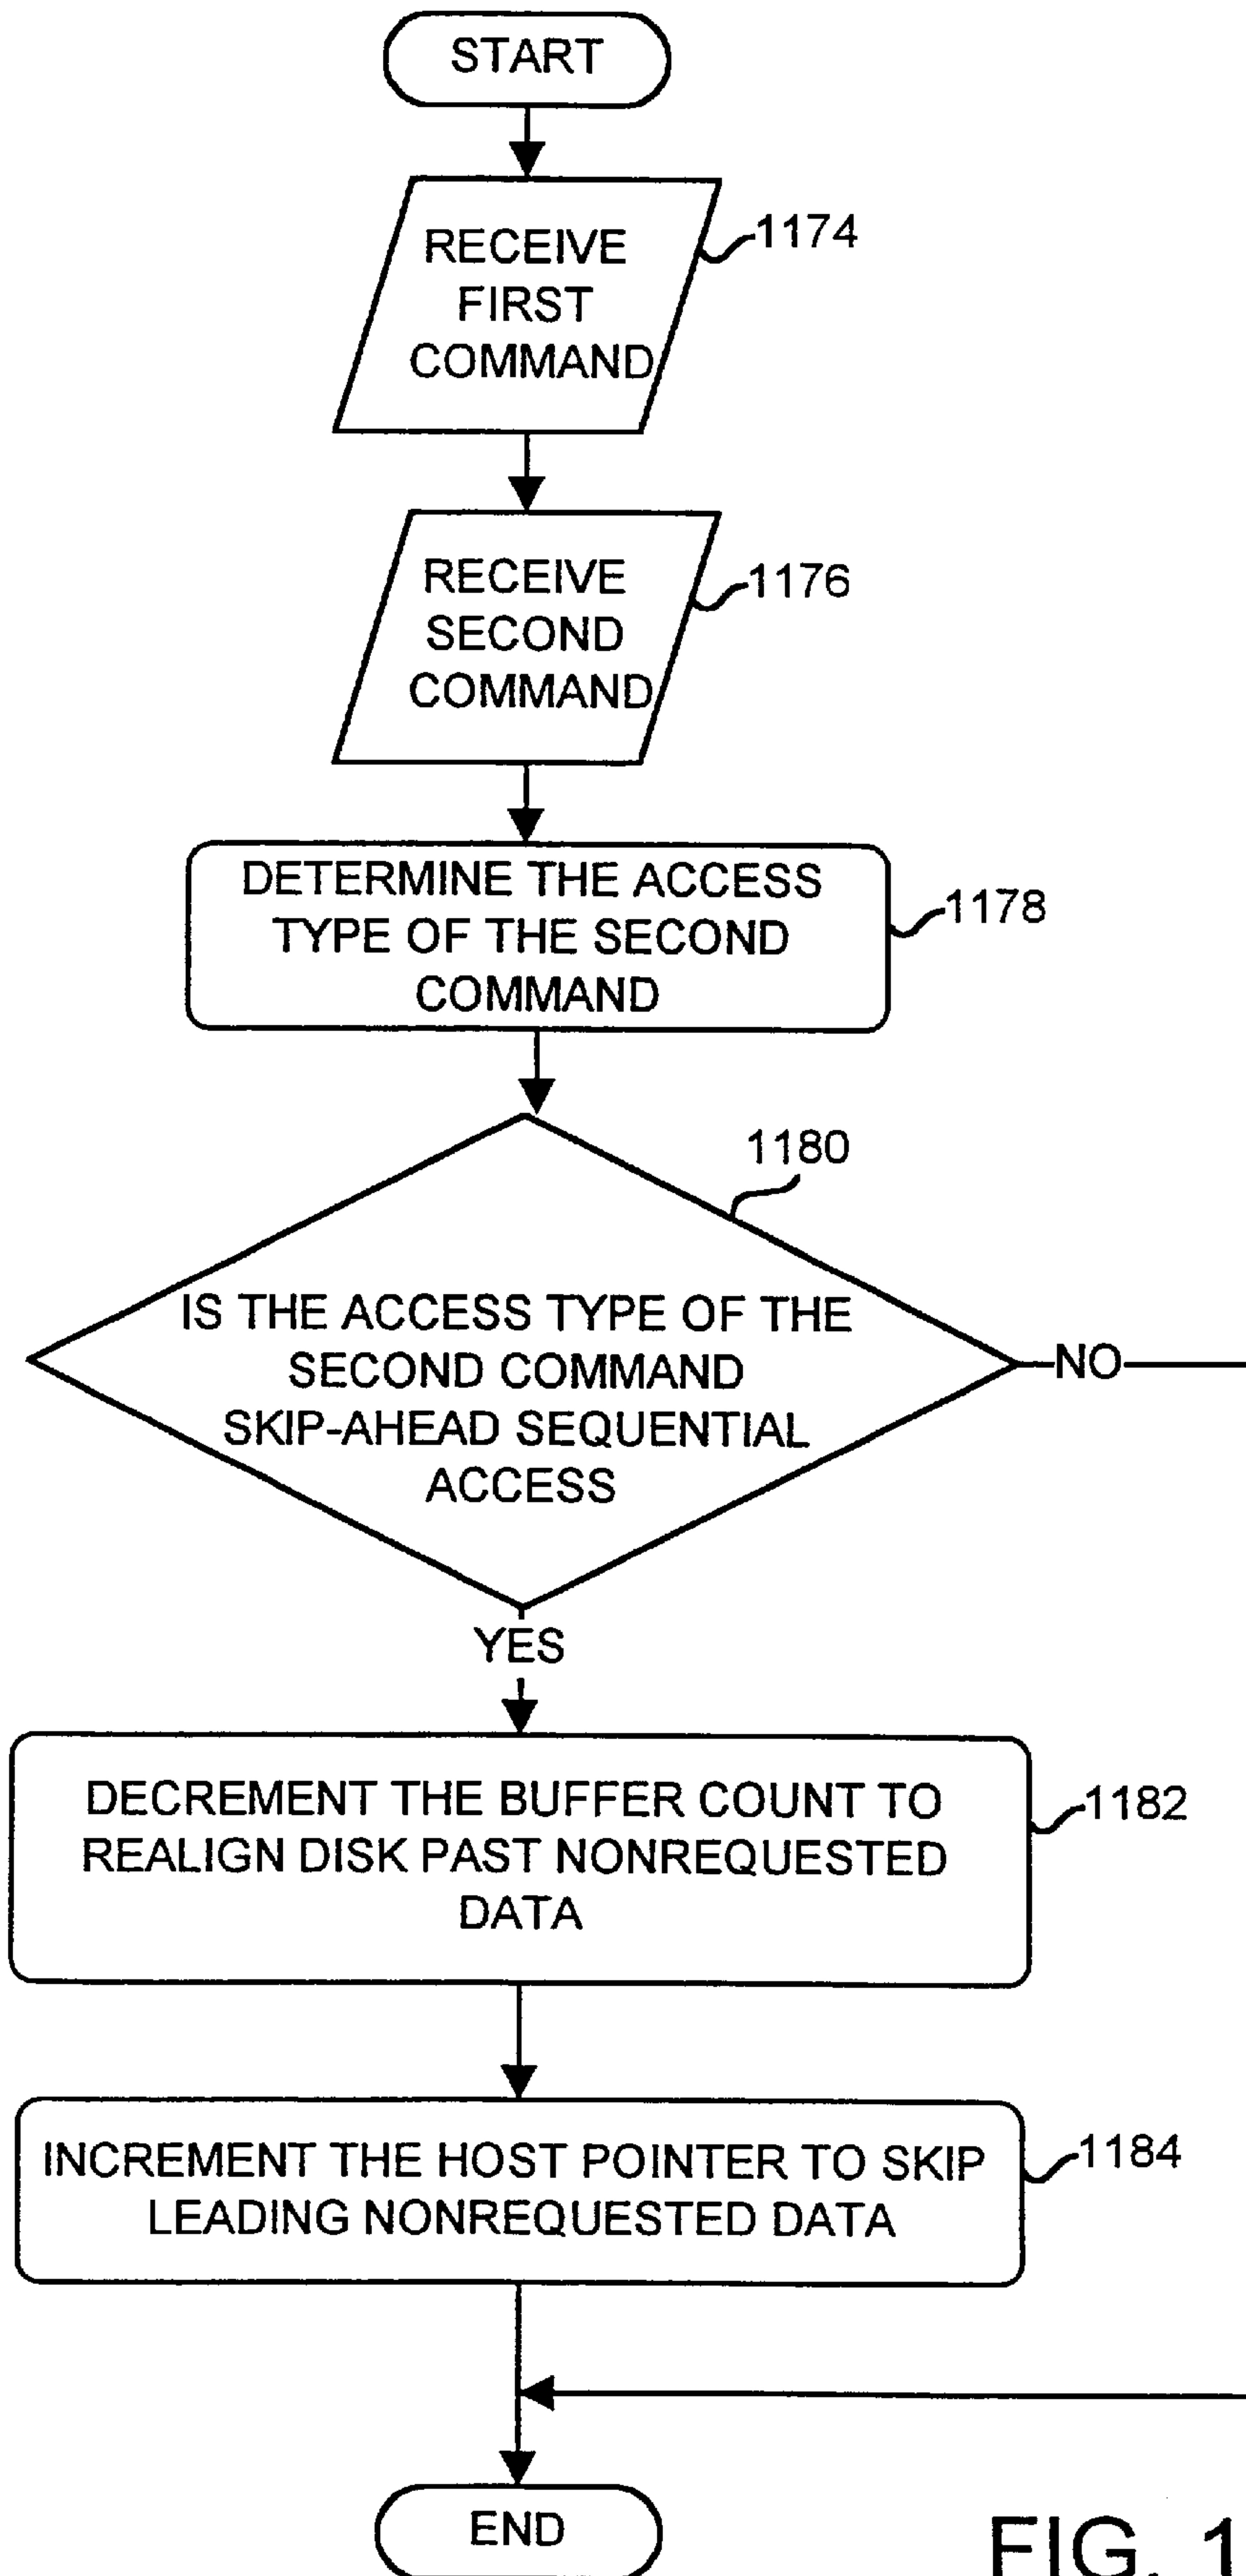 START
RECEIVE
FIRST
COMMAND
1174
RECEIVE
SECOND
COMMAND
1176
DETERMINE THE ACCESS
TYPE OF THE SECOND
COMMAND
1178
1180
IS THE ACCESS TYPE OF THE
SECOND COMMAND
SKIP-AHEAD SEQUENTIAL
ACCESS
NO
YES
DECREMENT THE BUFFER COUNT TO
REALIGN DISK PAST NONREQUESTED
DATA
1182
INCREMENT THE HOST POINTER TO SKIP
LEADING NONREQUESTED DATA
1184
END
FIG. 1